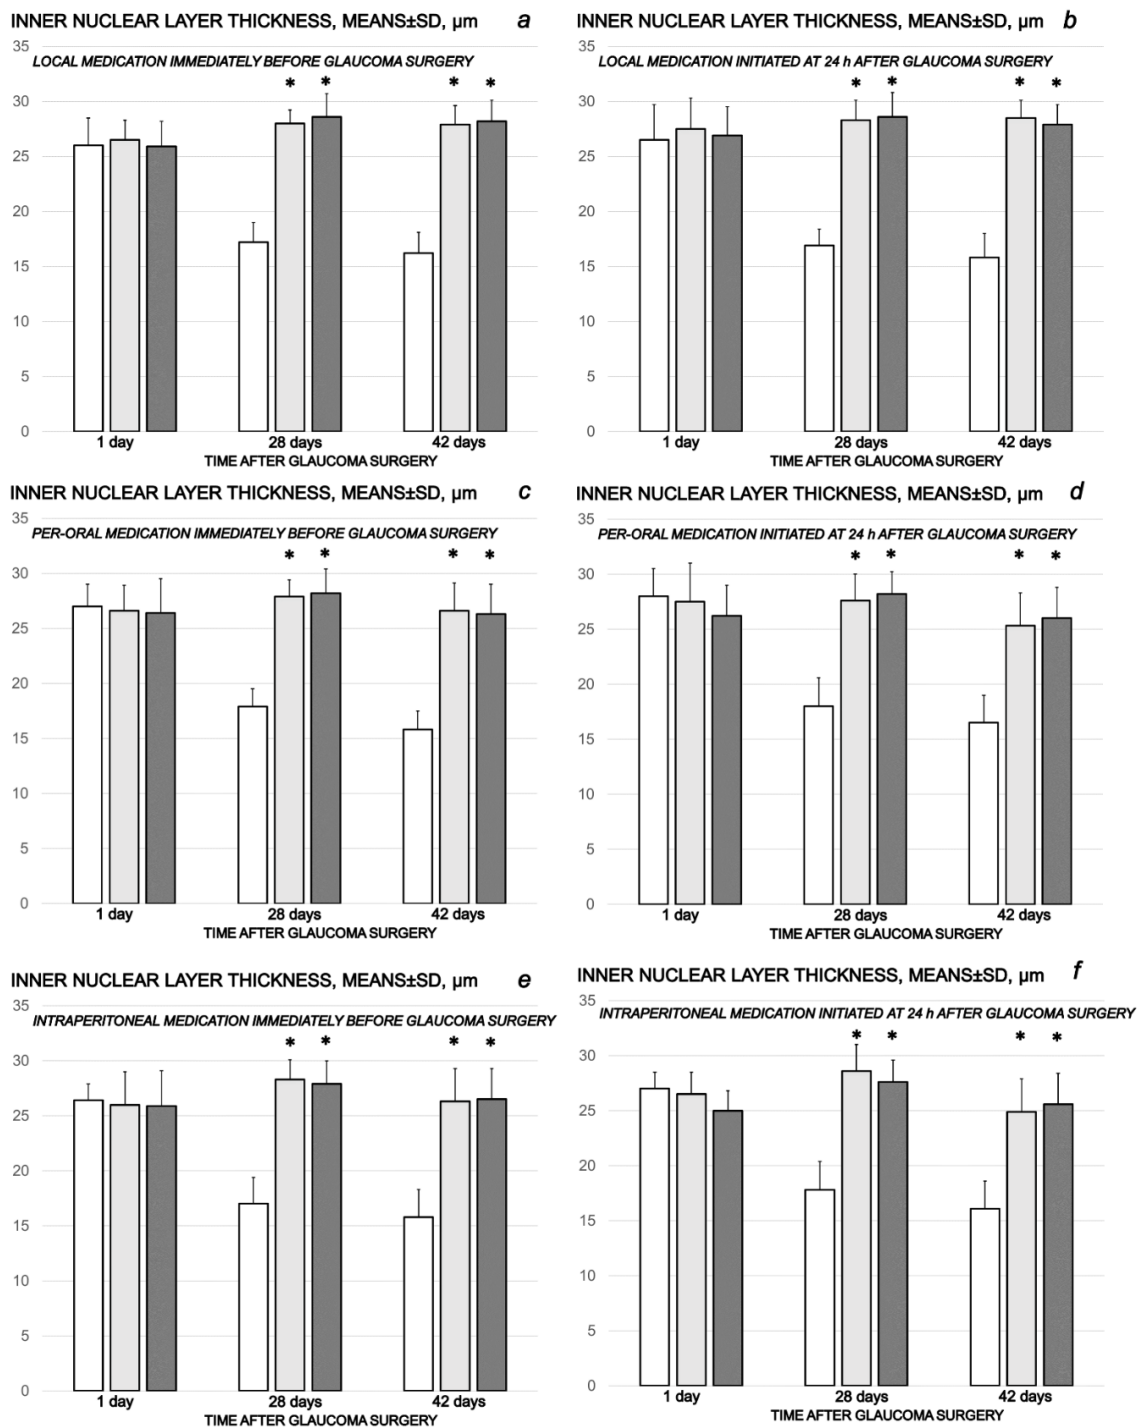 INNER NUCLEAR LAYER THICKNESS, MEANS±SD, µm a
LOCAL MEDICATION IMMEDIATELY BEFORE GLAUCOMA SURGERY
35
* * * *
30
25
20
15
10
5
0
1 day 28 days 42 days
TIME AFTER GLAUCOMA SURGERY
INNER NUCLEAR LAYER THICKNESS, MEANS±SD, µm b
35
LOCAL MEDICATION INITIATED AT 24 h AFTER GLAUCOMA SURGERY
* * * *
30
25
20
15
10
5
0
1 day 28 days 42 days
TIME AFTER GLAUCOMA SURGERY
INNER NUCLEAR LAYER THICKNESS, MEANS±SD, µm c
35
PER-ORAL MEDICATION IMMEDIATELY BEFORE GLAUCOMA SURGERY
* * * *
30
25
20
15
10
5
0
1 day 28 days 42 days
TIME AFTER GLAUCOMA SURGERY
INNER NUCLEAR LAYER THICKNESS, MEANS±SD, µm d
35
PER-ORAL MEDICATION INITIATED AT 24 h AFTER GLAUCOMA SURGERY
* * * *
30
25
20
15
10
5
0
1 day 28 days 42 days
TIME AFTER GLAUCOMA SURGERY
INNER NUCLEAR LAYER THICKNESS, MEANS±SD, µm e
35
INTRAPERITONEAL MEDICATION IMMEDIATELY BEFORE GLAUCOMA SURGERY
* * * *
30
25
20
15
10
5
0
1 day 28 days 42 days
TIME AFTER GLAUCOMA SURGERY
INNER NUCLEAR LAYER THICKNESS, MEANS±SD, µm f
35
INTRAPERITONEAL MEDICATION INITIATED AT 24 h AFTER GLAUCOMA SURGERY
* * * *
30
25
20
15
10
5
0
1 day 28 days 42 days
TIME AFTER GLAUCOMA SURGERY